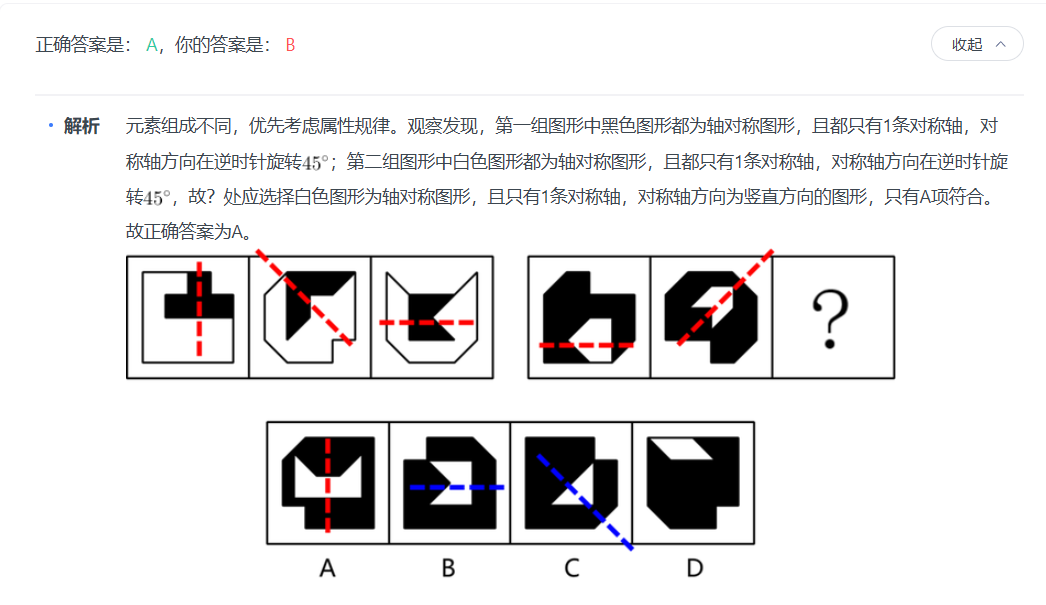 正确答案是： A，你的答案是： B
收起
解析
元素组成不同，优先考虑属性规律。观察发现，第一组图形中黑色图形都为轴对称图形，且都只有1条对称轴，对
称轴方向在逆时针旋转45°；第二组图形中白色图形都为轴对称图形，且都只有1条对称轴，对称轴方向在逆时针旋
转45°，故？处应选择白色图形为轴对称图形，且只有1条对称轴，对称轴方向为竖直方向的图形，只有A项符合。
故正确答案为A。
?
A B C D